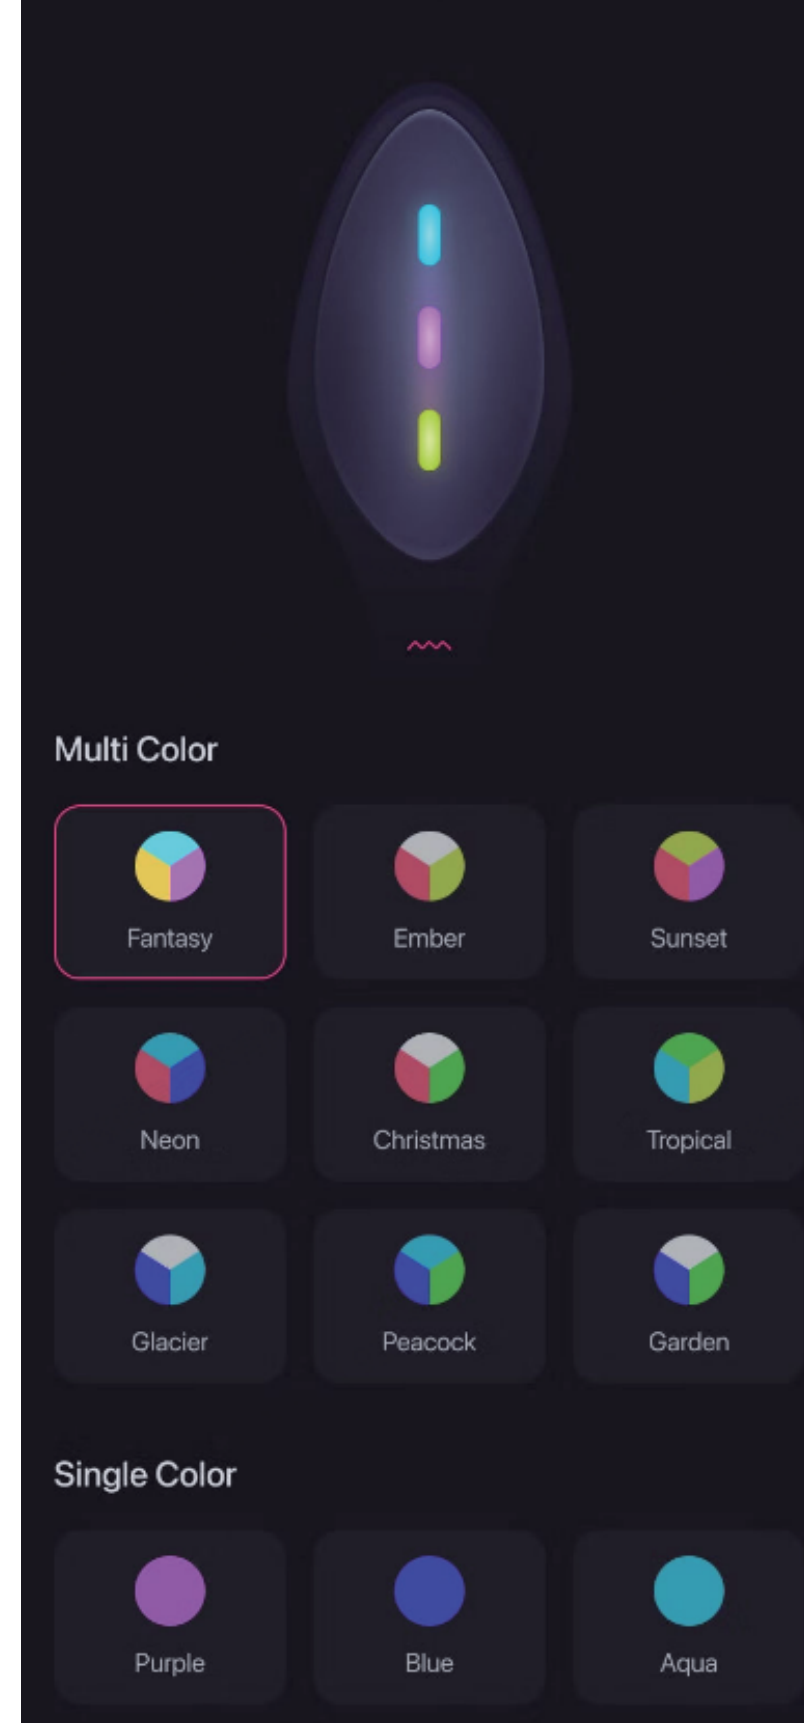 Multi Color
Fantasy
Ember
Sunset
Neon
Christmas
Tropical
Glacier
Peacock
Garden
Single Color
Purple
Blue
Aqua